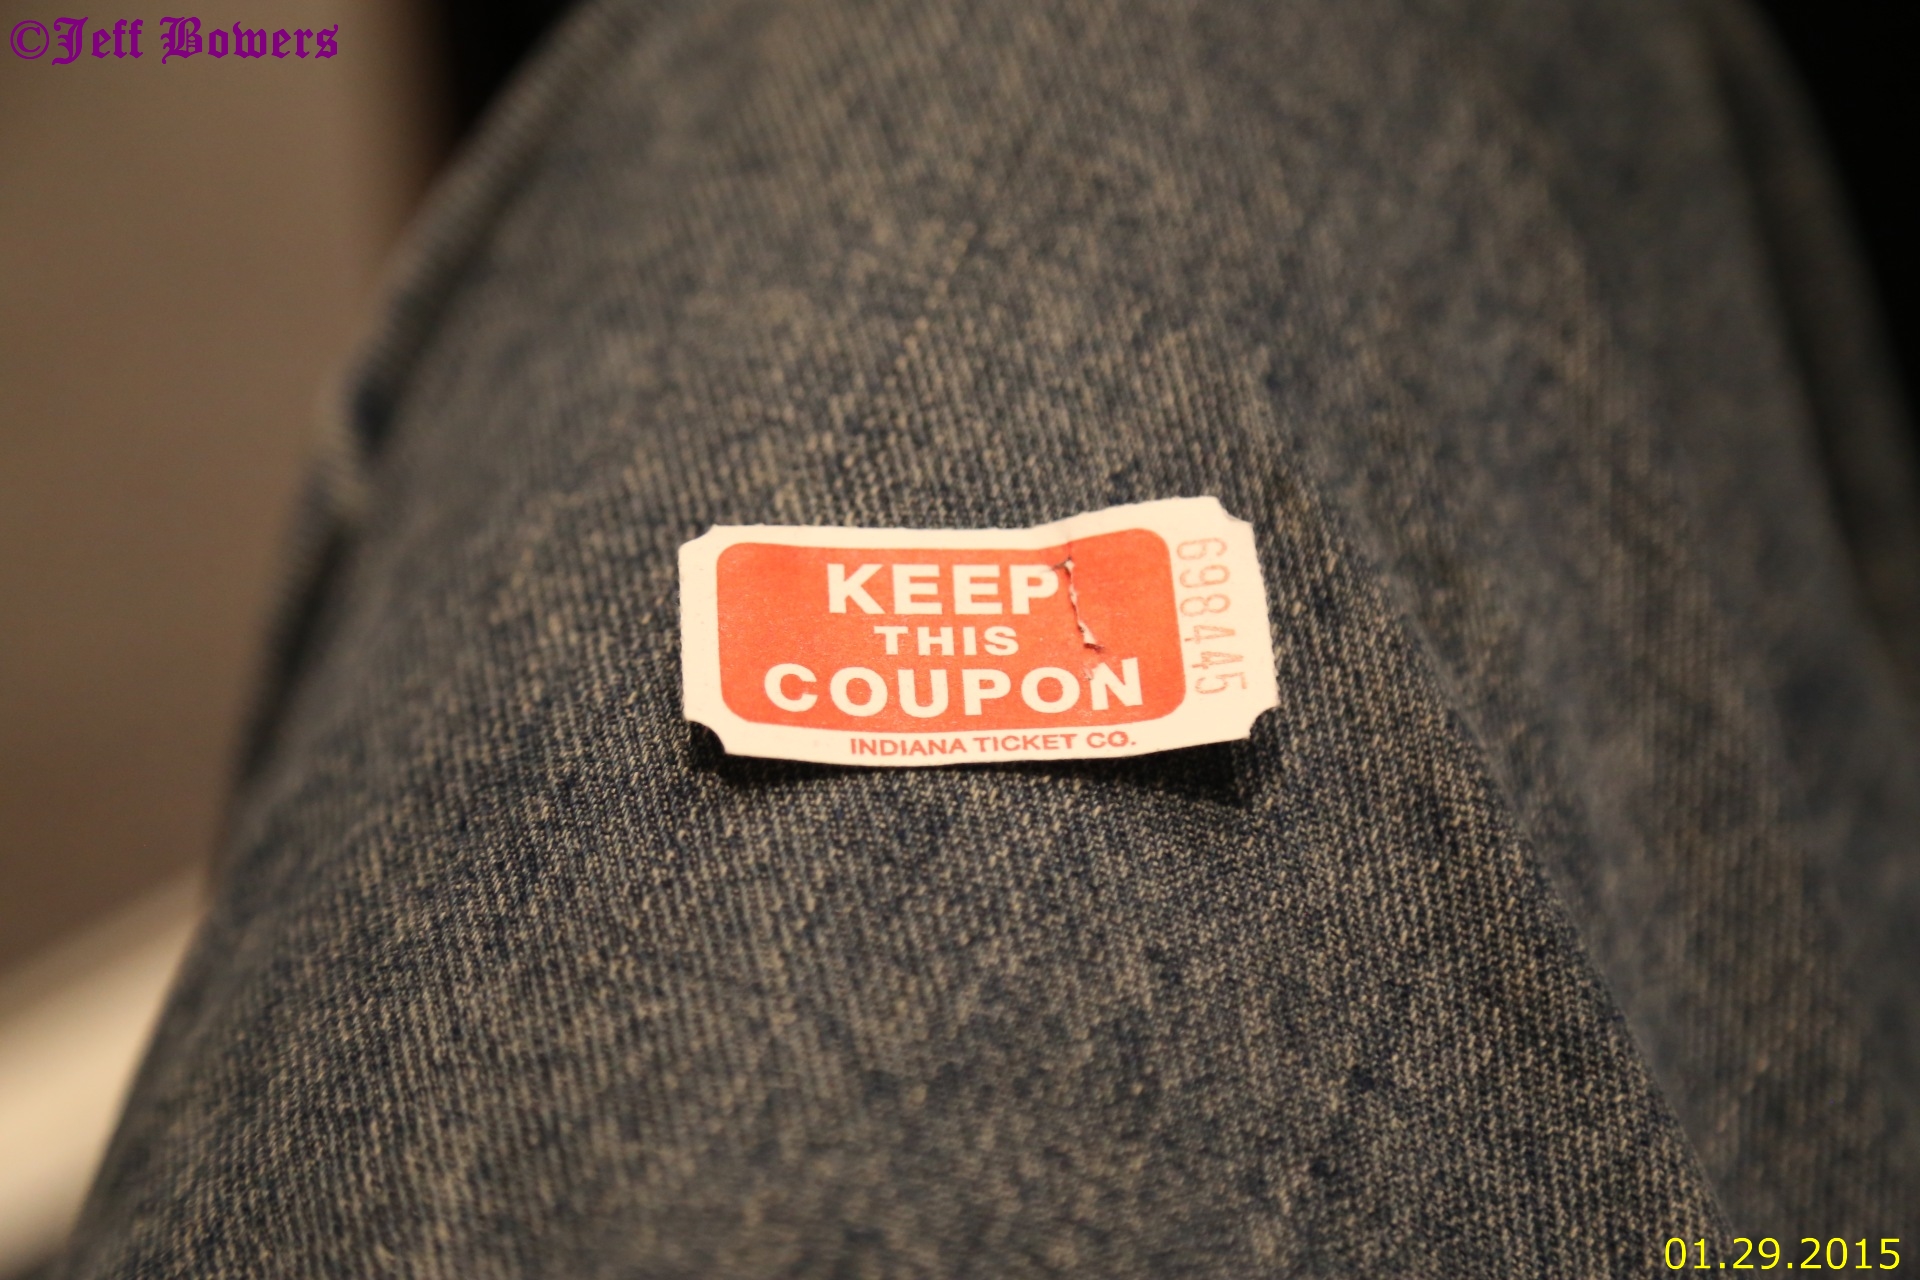 ©Jeff Bowers
KEEP
THIS
COUPON
698445
INDIANA TICKET CO.
01.29.2015